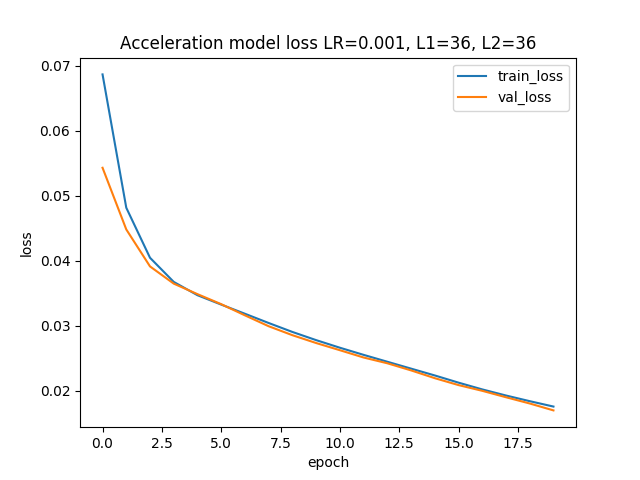 Acceleration model loss LR=0.001, L1=36, L2=36
train_loss
val_loss
0.07
0.06
0.05
0.04
0.03
0.02
loss
0.0 2.5 5.0 7.5 10.0 12.5 15.0 17.5
epoch